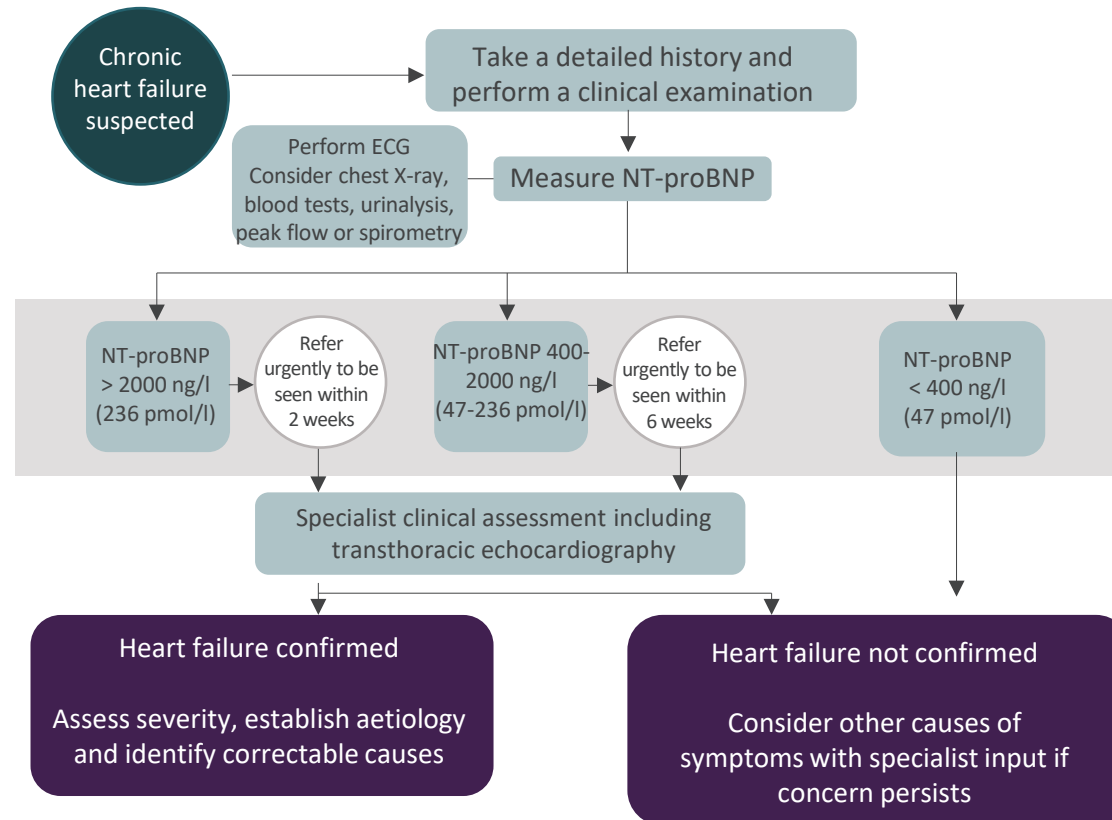 Chronic
heart failure
suspected
Take a detailed history and
perform a clinical examination
Perform ECG
Consider chest X-ray,
blood tests, urinalysis,
peak flow or spirometry
Measure NT-proBNP
NT-proBNP
> 2000 ng/l
(236 pmol/l)
Refer
urgently to be
seen within
2 weeks
NT-proBNP 400-
2000 ng/l
(47-236 pmol/l)
Refer
urgently to be
seen within
6 weeks
NT-proBNP
< 400 ng/l
(47 pmol/l)
Specialist clinical assessment including
transthoracic echocardiography
Heart failure confirmed
Assess severity, establish aetiology
and identify correctable causes
Heart failure not confirmed
Consider other causes of
symptoms with specialist input if
concern persists